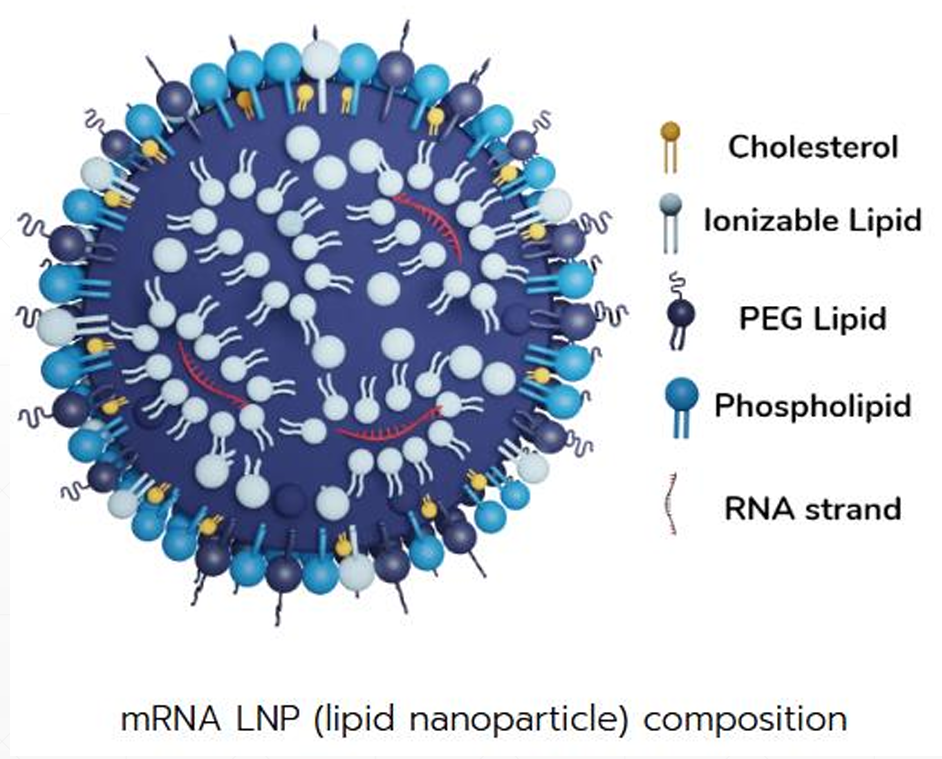 Cholesterol
Ionizable Lipid
PEG Lipid
Phospholipid
RNA strand
mRNA LNP (lipid nanoparticle) composition